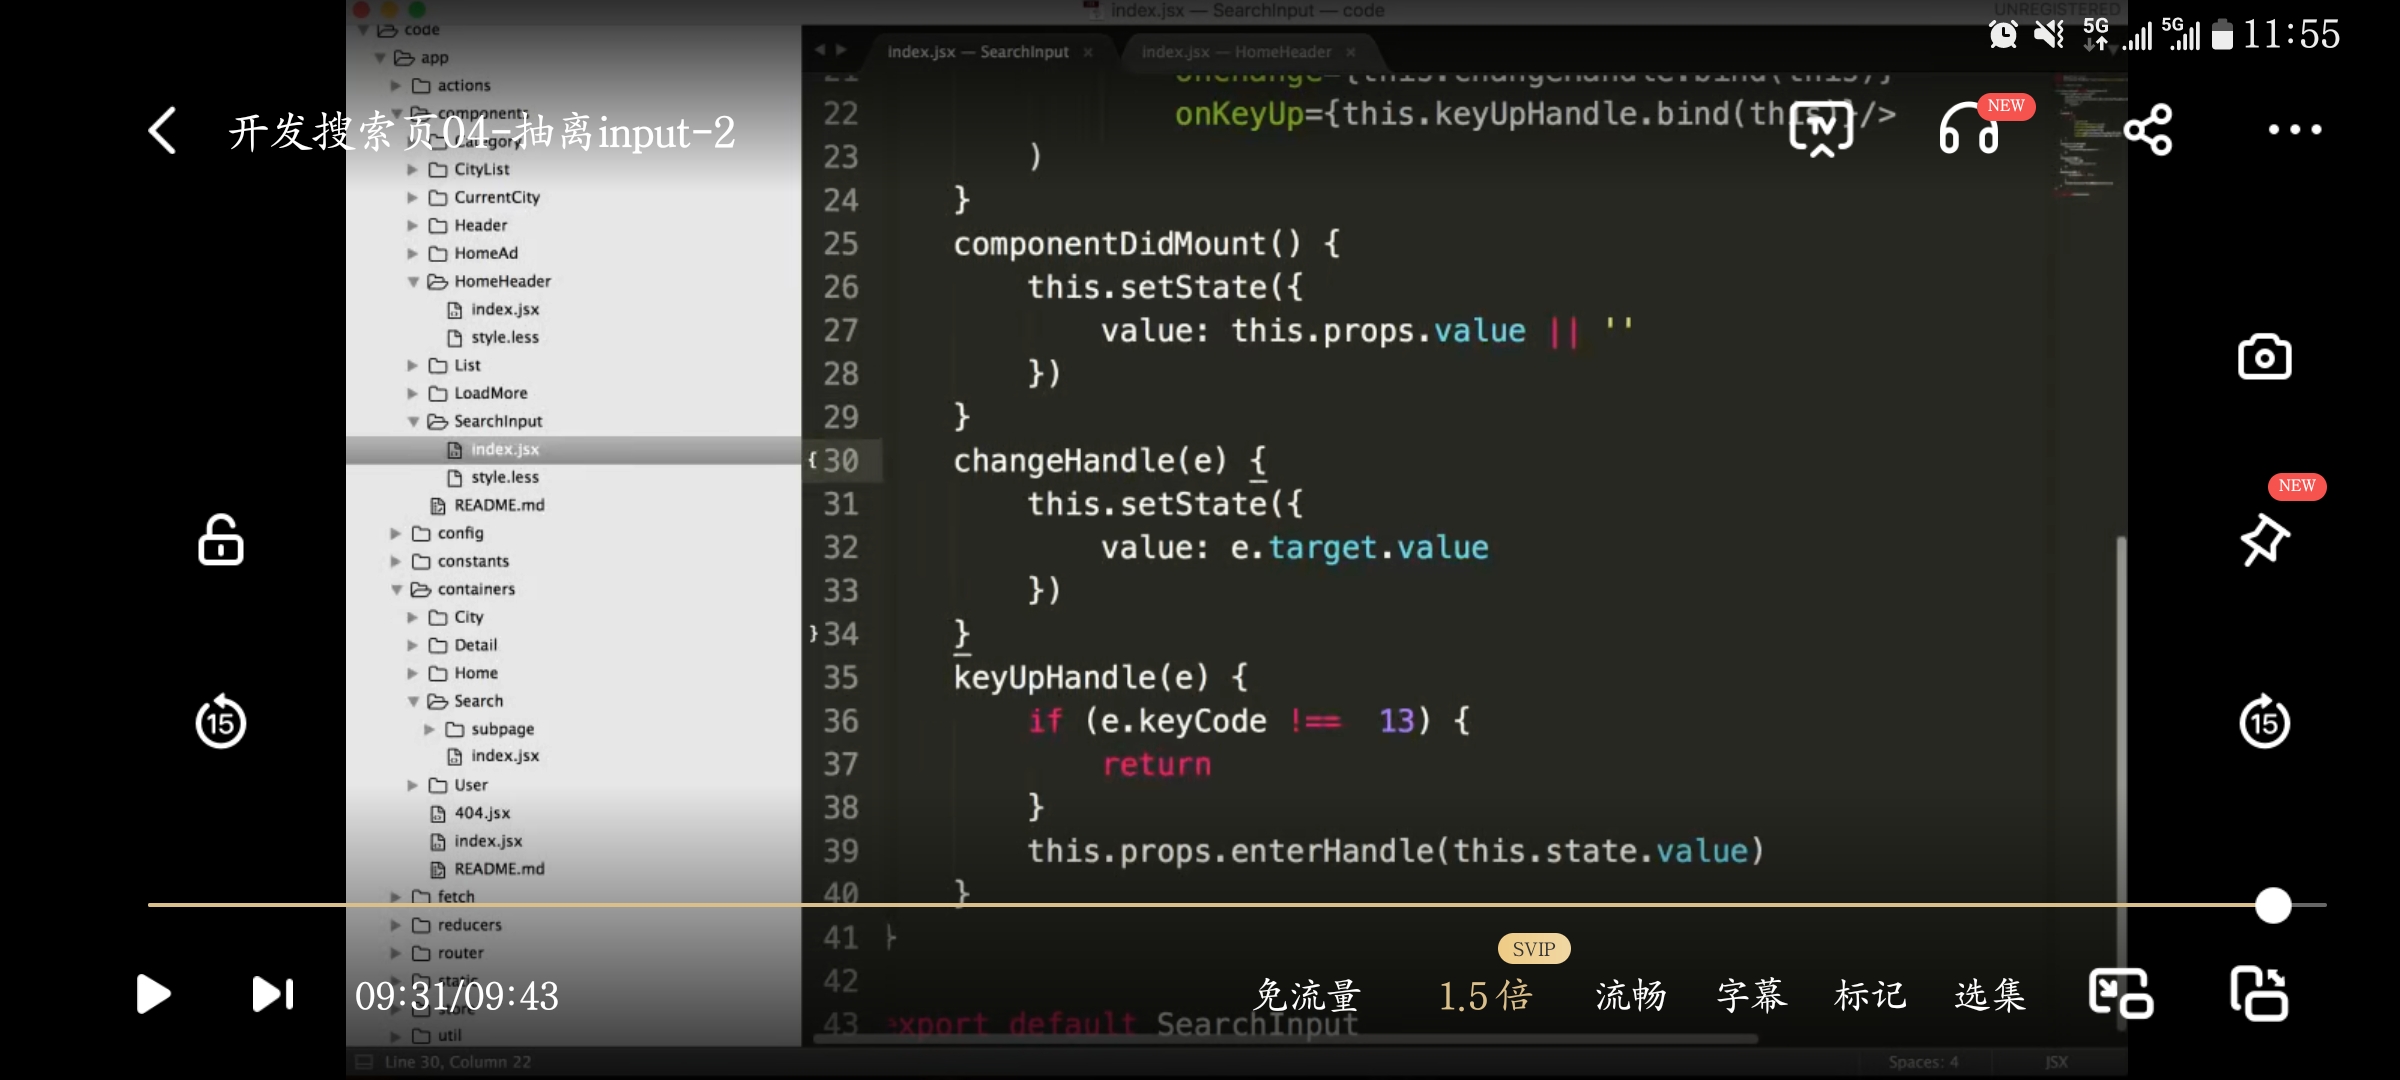 index.jsx — SearchInput — code
UNREGISTERED
5G
5G
11:55
开发搜索页04-抽离input-2
NEW
code
app
actions
components
Category
CityList
CurrentCity
Header
HomeAd
HomeHeader
index.jsx
style.less
List
LoadMore
SearchInput
index.jsx
style.less
README.md
config
constants
containers
City
Detail
Home
Search
subpage
index.jsx
User
404.jsx
index.jsx
README.md
fetch
reducers
router
static
store
util
index.jsx — SearchInput ×
index.jsx — HomeHeader ×
21 onChange={this.changeHandle.bind(this)}
22 onKeyUp={this.keyUpHandle.bind(this)}/>
23 )
24 }
25 componentDidMount() {
26 this.setState({
27 value: this.props.value || ''
28 })
29 }
{ 30 changeHandle(e) {
31 this.setState({
32 value: e.target.value
33 })
} 34 }
35 keyUpHandle(e) {
36 if (e.keyCode !== 13) {
37 return
38 }
39 this.props.enterHandle(this.state.value)
40 }
41 }
42
43 export default SearchInput
NEW
15
15
09:31/09:43
免流量
SVIP
1.5倍
流畅
字幕
标记
选集
Line 30, Column 22
Spaces: 4
JSX